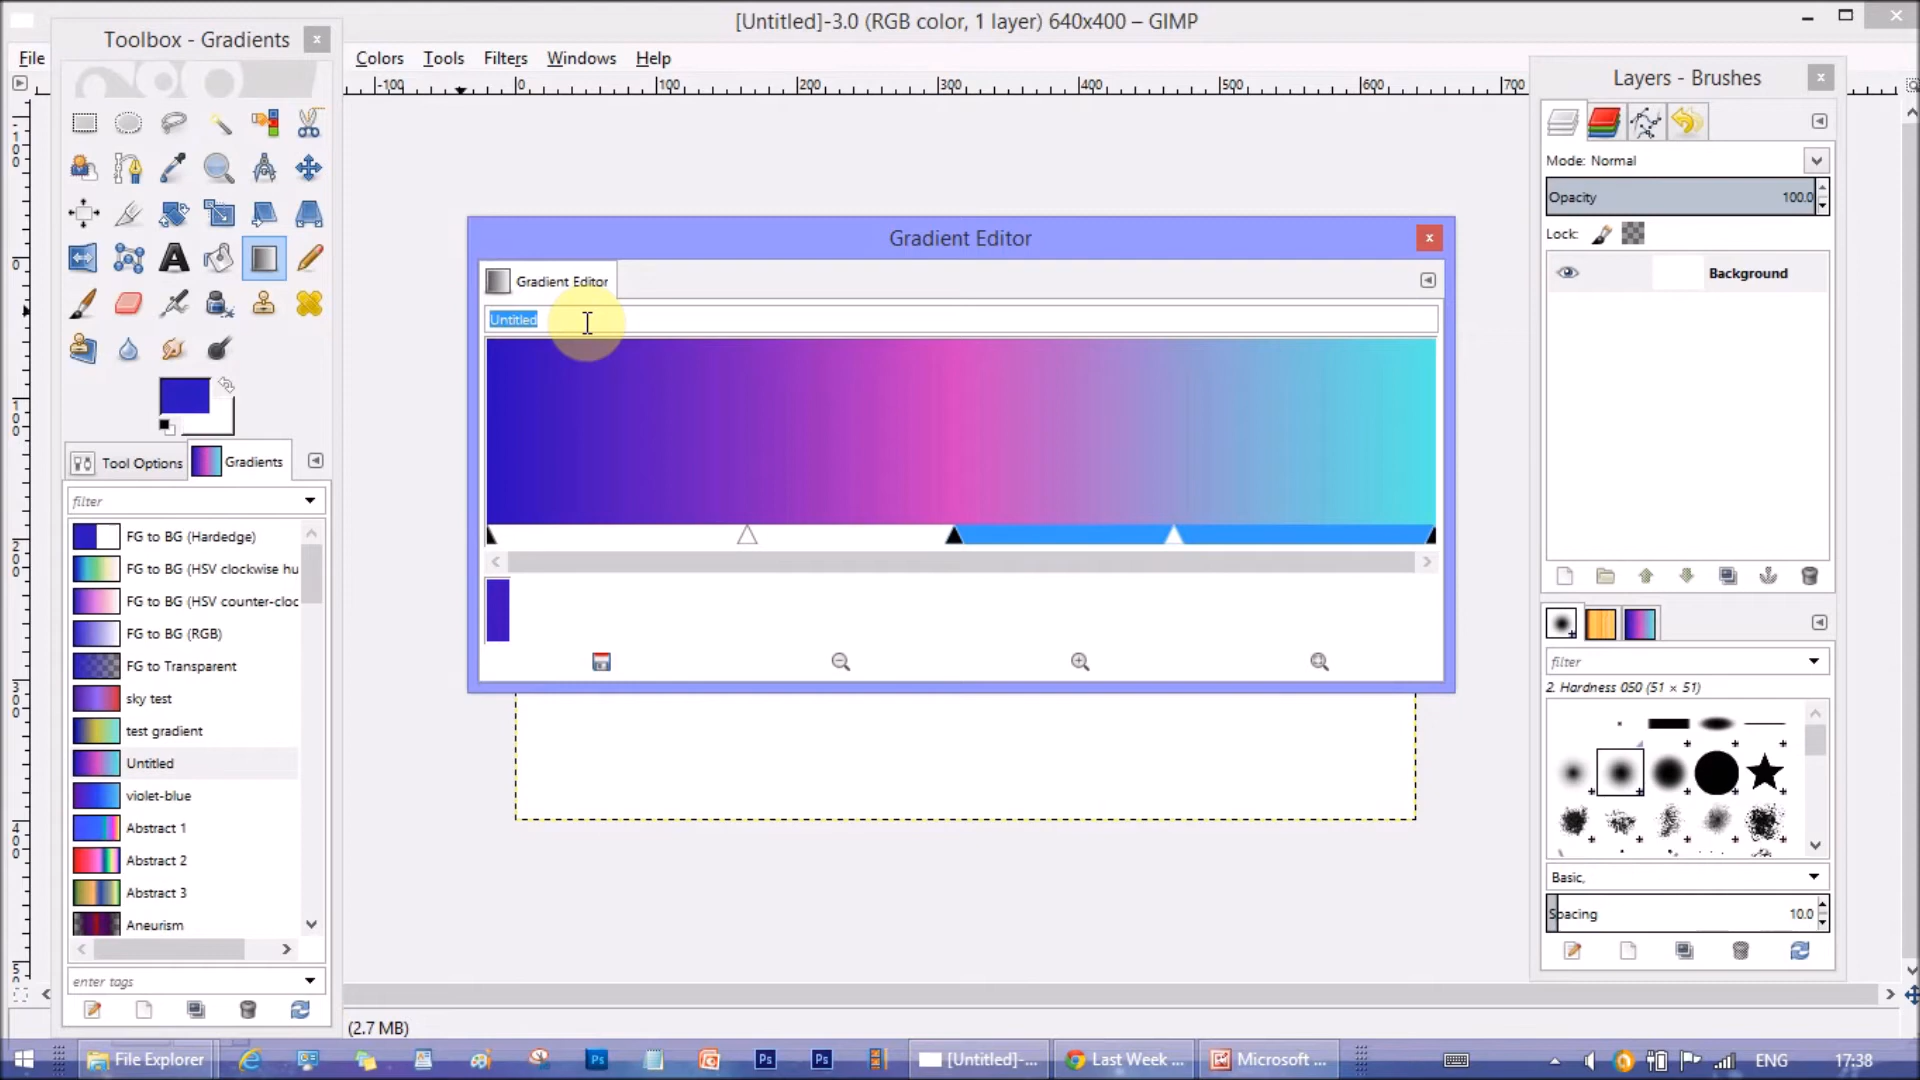 [Untitled]-3.0 (RGB color, 1 layer) 640x400 – GIMP
Toolbox - Gradients
File
Colors
Tools
Filters
Windows
Help
-100
0
100
200
300
400
500
600
700
Layers - Brushes
Mode: Normal
Opacity
100.0
Lock:
Background
Gradient Editor
Gradient Editor
Untitled
Tool Options
Gradients
filter
FG to BG (Hardedge)
FG to BG (HSV clockwise hu
FG to BG (HSV counter-cloc
FG to BG (RGB)
FG to Transparent
sky test
test gradient
Untitled
violet-blue
Abstract 1
Abstract 2
Abstract 3
Aneurism
enter tags
filter
2. Hardness 050 (51 × 51)
Basic,
Spacing
10.0
(2.7 MB)
File Explorer
Ps
Ps
Ps
[Untitled]-...
Last Week ...
Microsoft ...
ENG
17:38